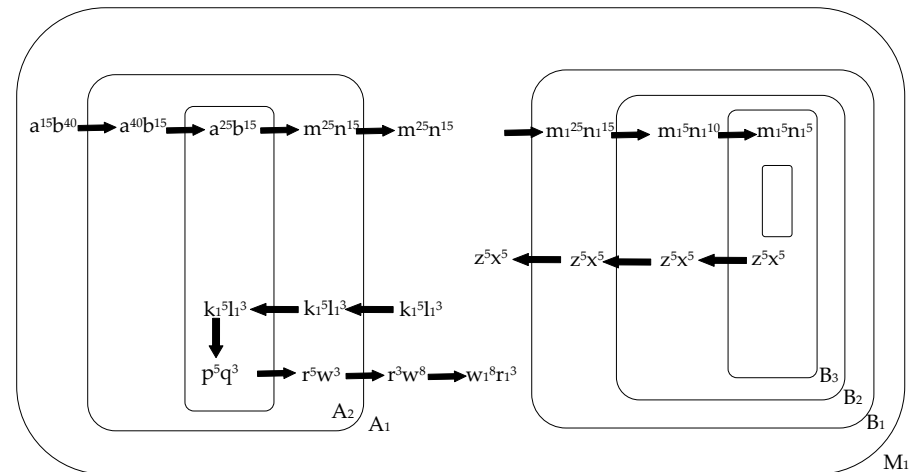 a¹⁵b⁴⁰ a⁴⁰b¹⁵ a²⁵b¹⁵ m²⁵n¹⁵ m²⁵n¹⁵ m₁²⁵n₁¹⁵ m₁⁵n₁¹⁰ m₁⁵n₁⁵
z⁵x⁵ z⁵x⁵ z⁵x⁵ z⁵x⁵
k₁⁵l₁³ k₁⁵l₁³ k₁⁵l₁³
p⁵q³ r⁵w³ r³w⁸ w₁⁸r₁³
A₂ A₁ B₃ B₂ B₁
M₁